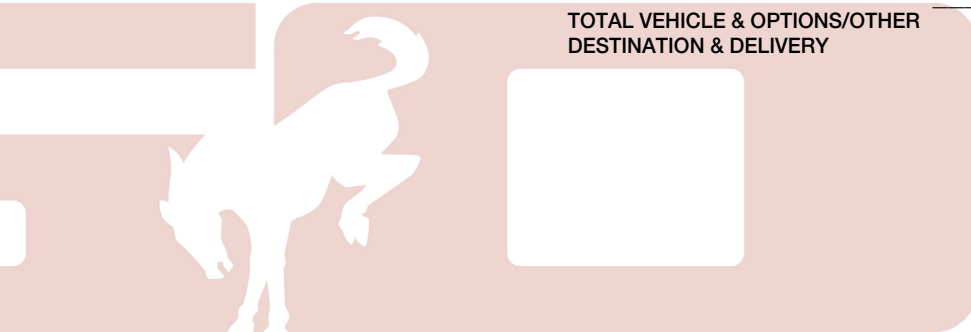 TOTAL VEHICLE & OPTIONS/OTHER
DESTINATION & DELIVERY